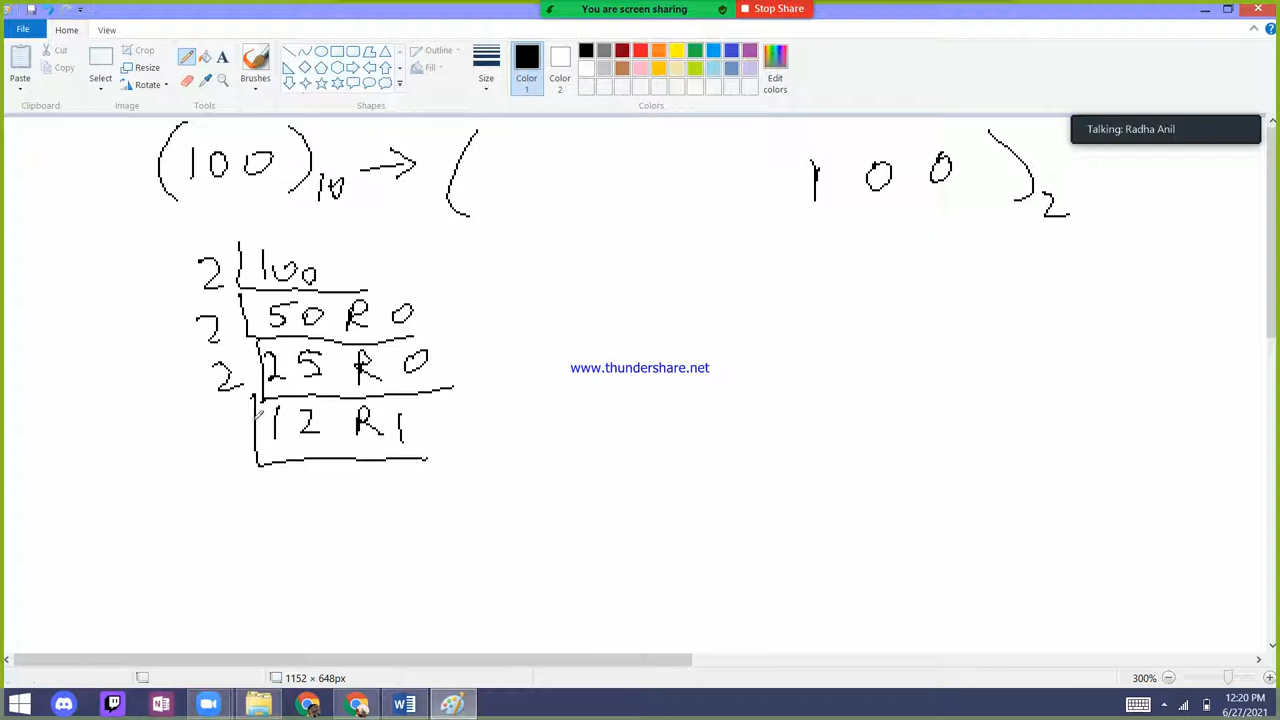 You are screen sharing Stop Share
File Home View
Paste Cut Copy Select Crop Resize Rotate A Brushes Outline Fill Size Color 1 Color 2 Edit colors
Clipboard Image Tools Shapes Colors
Talking: Radha Anil
(100)10 → ( 1 0 0 )2
2 100
2 50 R 0
2 25 R 0
12 R 1
www.thundershare.net
1152 × 648px 300%
12:20 PM
6/27/2021